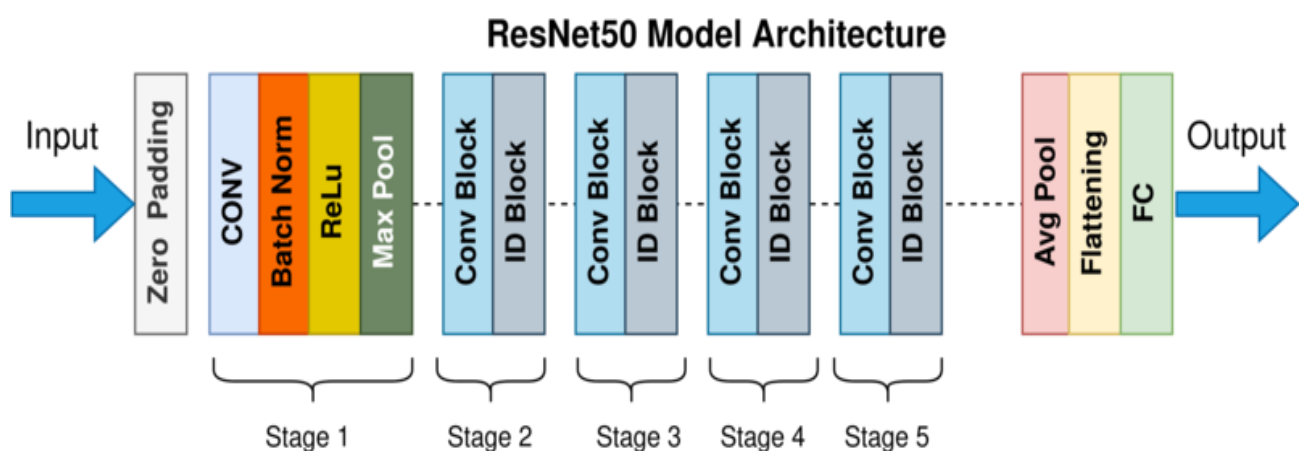 ResNet50 Model Architecture
Input
Zero Padding
CONV
Batch Norm
ReLu
Max Pool
Conv Block
ID Block
Conv Block
ID Block
Conv Block
ID Block
Conv Block
ID Block
Avg Pool
Flattening
FC
Output
Stage 1
Stage 2
Stage 3
Stage 4
Stage 5